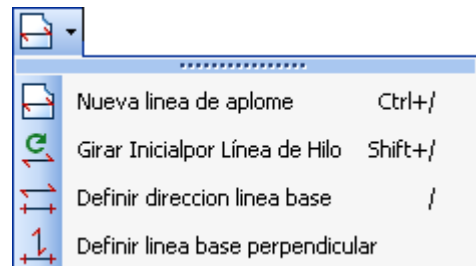 Nueva linea de aplome Ctrl+/
Girar Inicialpor Línea de Hilo Shift+/
Definir direccion linea base /
Definir linea base perpendicular